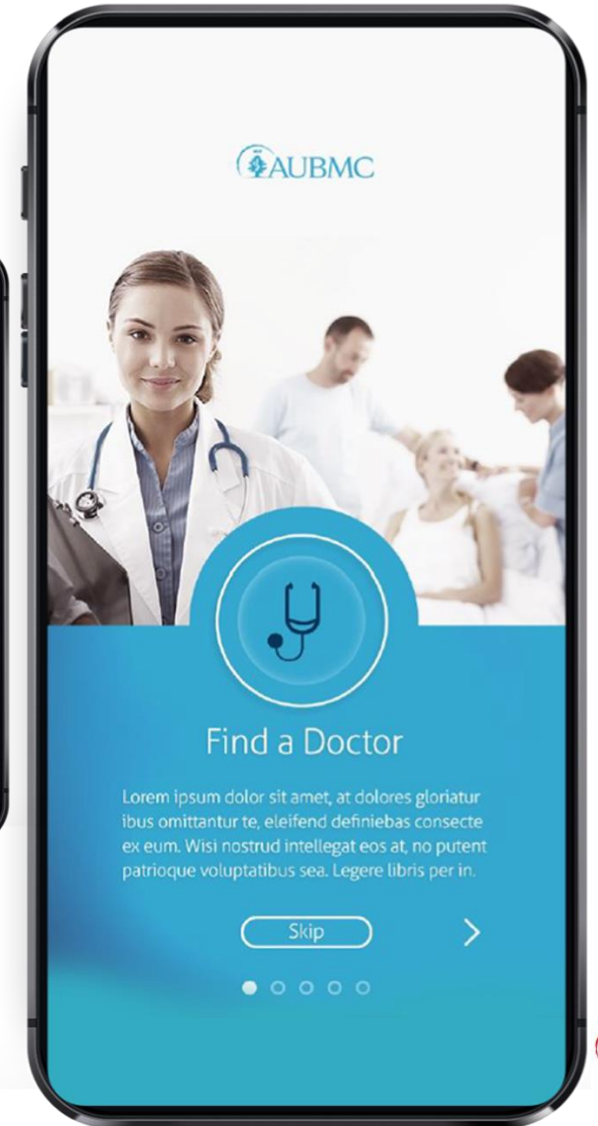 AUBMC
Find a Doctor
Lorem ipsum dolor sit amet, at dolores gloriatur
ibus omittantur te, eleifend definiebas consecte
ex eum. Wisi nostrud intellegat eos at, no putent
patrioque voluptatibus sea. Legere libris per in.
Skip